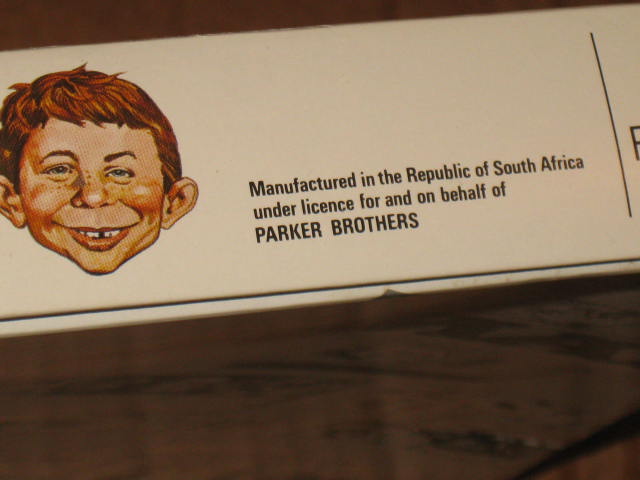 Manufactured in the Republic of South Africa
under licence for and on behalf of
PARKER BROTHERS